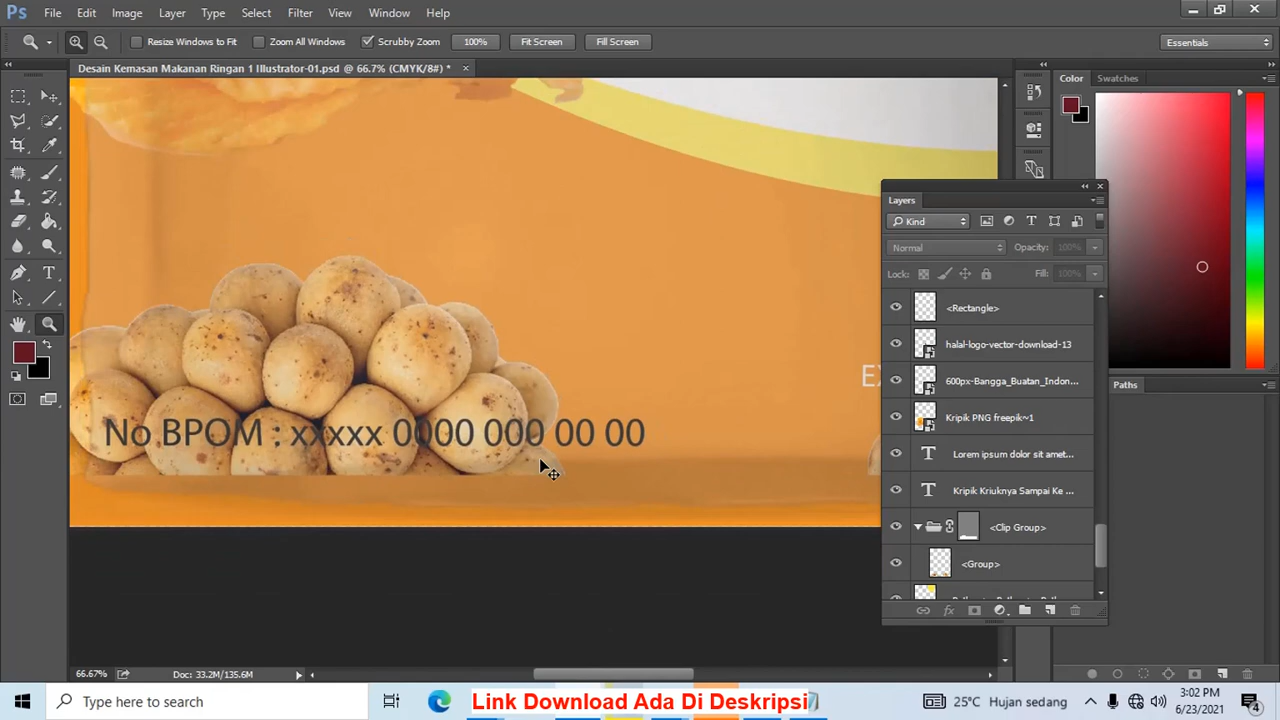 Ps File Edit Image Layer Type Select Filter View Window Help
Resize Windows to Fit Zoom All Windows Scrubby Zoom 100% Fit Screen Fill Screen Essentials
Desain Kemasan Makanan Ringan 1 Illustrator-01.psd @ 66.7% (CMYK/8#) * ×
Color Swatches
Layers
Kind
Normal Opacity: 100%
Lock: Fill: 100%
<Rectangle>
halal-logo-vector-download-13
600px-Bangga_Buatan_Indon...
Paths
Kripik PNG freepik~1
No BPOM : xxxxx 0000 000 00 00
Lorem ipsum dolor sit amet...
Kripik Kriuknya Sampai Ke ...
<Clip Group>
<Group>
66.67% Doc: 33.2M/135.6M
Type here to search
Link Download Ada Di Deskripsi
25°C Hujan sedang
3:02 PM
6/23/2021
4